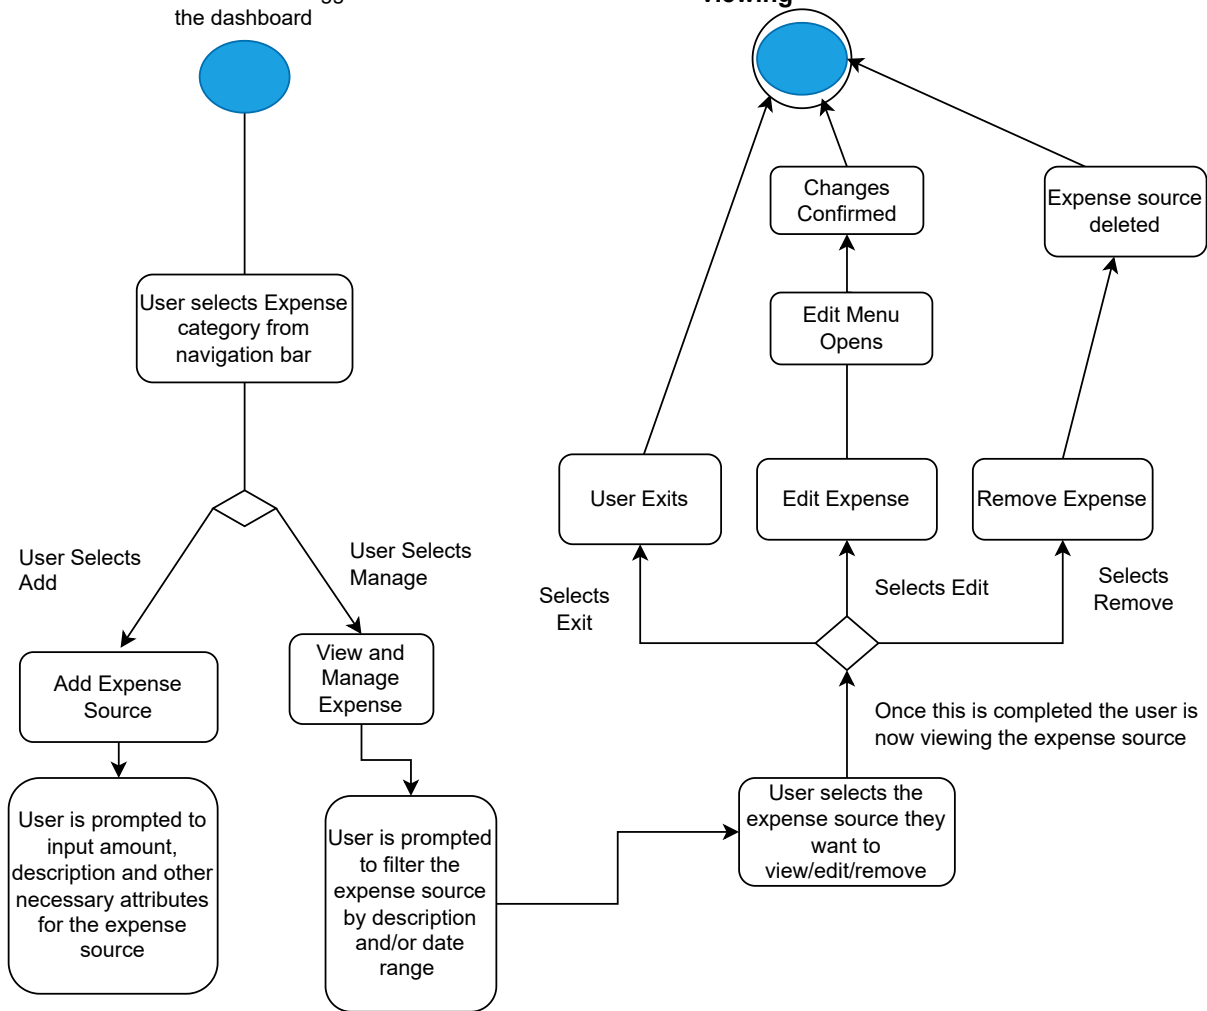 the dashboard
viewing
User selects Expense
category from
navigation bar
User Selects
Add
User Selects
Manage
Add Expense
Source
View and
Manage
Expense
User is prompted to
input amount,
description and other
necessary attributes
for the expense
source
User is prompted
to filter the
expense source
by description
and/or date
range
User selects the
expense source they
want to
view/edit/remove
Once this is completed the user is
now viewing the expense source
Selects
Exit
Selects Edit
Selects
Remove
User Exits
Edit Expense
Remove Expense
Edit Menu
Opens
Changes
Confirmed
Expense source
deleted